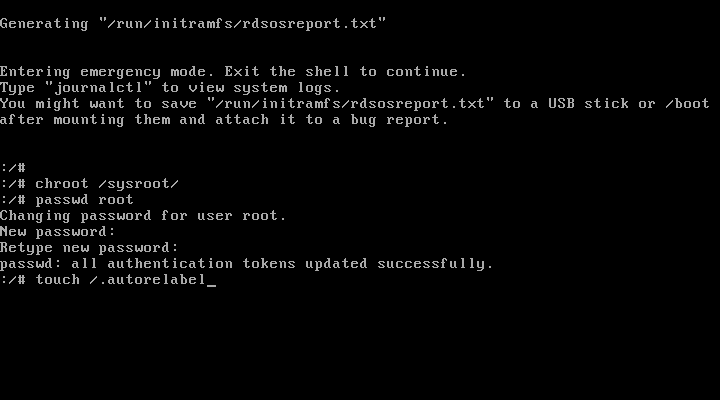 Generating "/run/initramfs/rdsosreport.txt"
Entering emergency mode. Exit the shell to continue.
Type "journalctl" to view system logs.
You might want to save "/run/initramfs/rdsosreport.txt" to a USB stick or /boot
after mounting them and attach it to a bug report.
:/#
:/# chroot /sysroot/
:/# passwd root
Changing password for user root.
New password:
Retype new password:
passwd: all authentication tokens updated successfully.
:/# touch /.autorelabel_